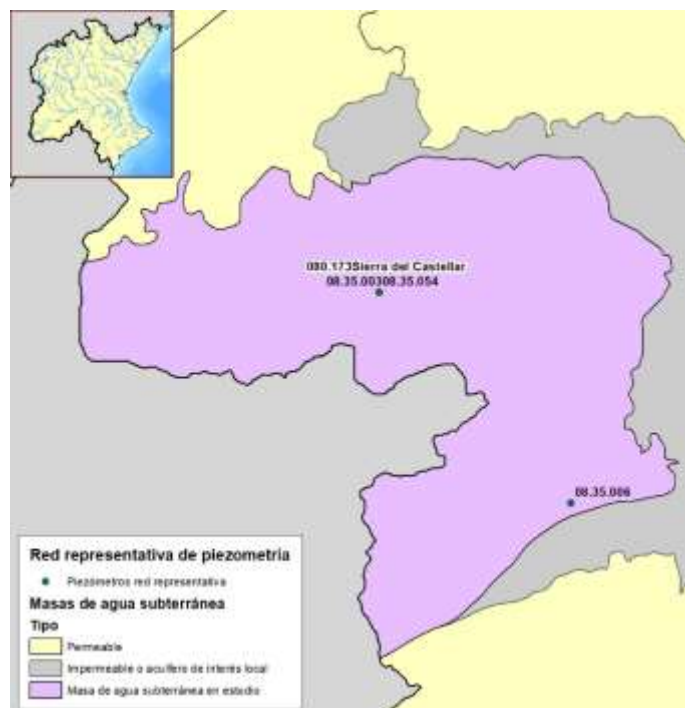 080.173Sierra del Castellar
08.35.00308.35.054
08.35.006
Red representativa de piezometría
Piezómetros red representativa
Masas de agua subterránea
Tipo
Permeable
Impermeable o acuífero de interés local
Masa de agua subterránea en estudio